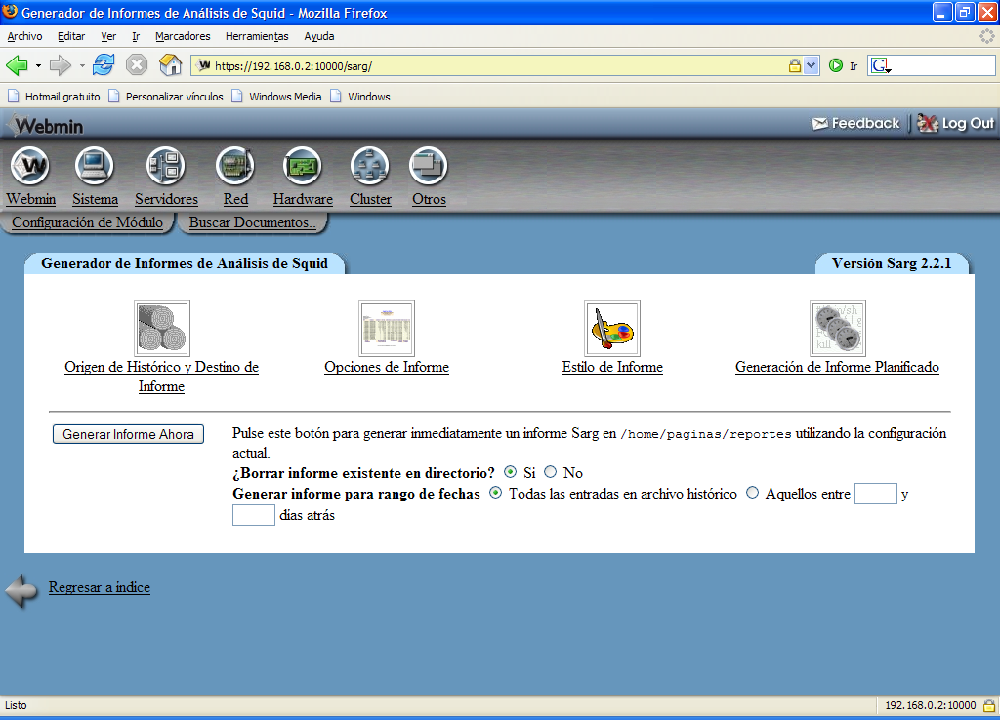 Generador de Informes de Análisis de Squid - Mozilla Firefox
Archivo Editar Ver Ir Marcadores Herramientas Ayuda
https://192.168.0.2:10000/sarg/ Ir
Hotmail gratuito Personalizar vínculos Windows Media Windows
Webmin Feedback Log Out
Webmin Sistema Servidores Red Hardware Cluster Otros
Configuración de Módulo Buscar Documentos..
Generador de Informes de Análisis de Squid Versión Sarg 2.2.1
Origen de Histórico y Destino de Informe
Opciones de Informe
Estilo de Informe
Generación de Informe Planificado
Generar Informe Ahora
Pulse este botón para generar inmediatamente un informe Sarg en /home/paginas/reportes utilizando la configuración
actual.
¿Borrar informe existente en directorio? Si No
Generar informe para rango de fechas Todas las entradas en archivo histórico Aquellos entre y
días atrás
Regresar a índice
Listo 192.168.0.2:10000